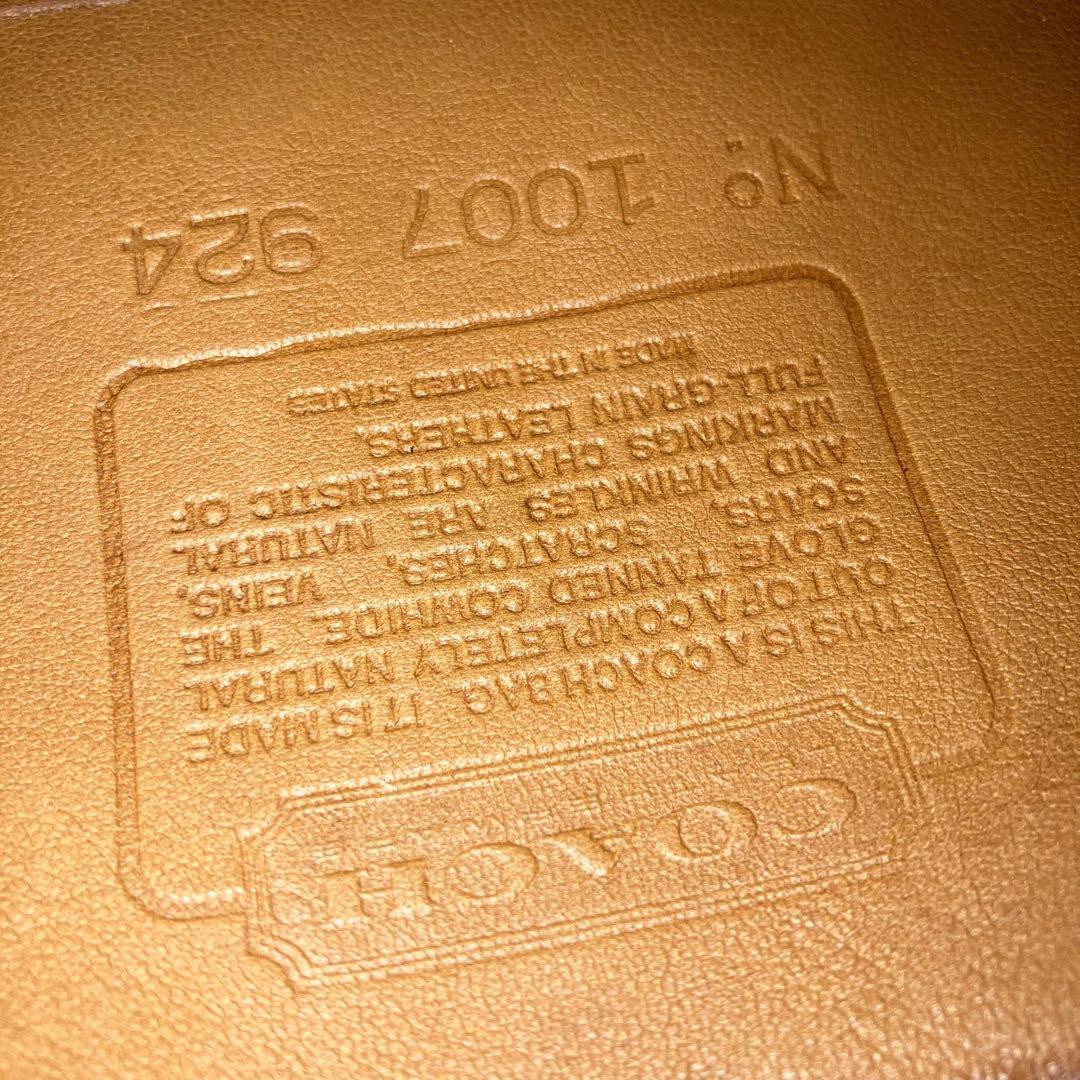 COACH
THIS IS A COACH BAG. IT IS MADE
OUT OF A COMPLETELY NATURAL
GLOVE TANNED COWHIDE. THE
SCARS, SCRATCHES, VEINS,
AND WRINKLES ARE NATURAL
MARKINGS CHARACTERISTIC OF
FULL-GRAIN LEATHERS.
MADE IN THE UNITED STATES
No. 1007 924